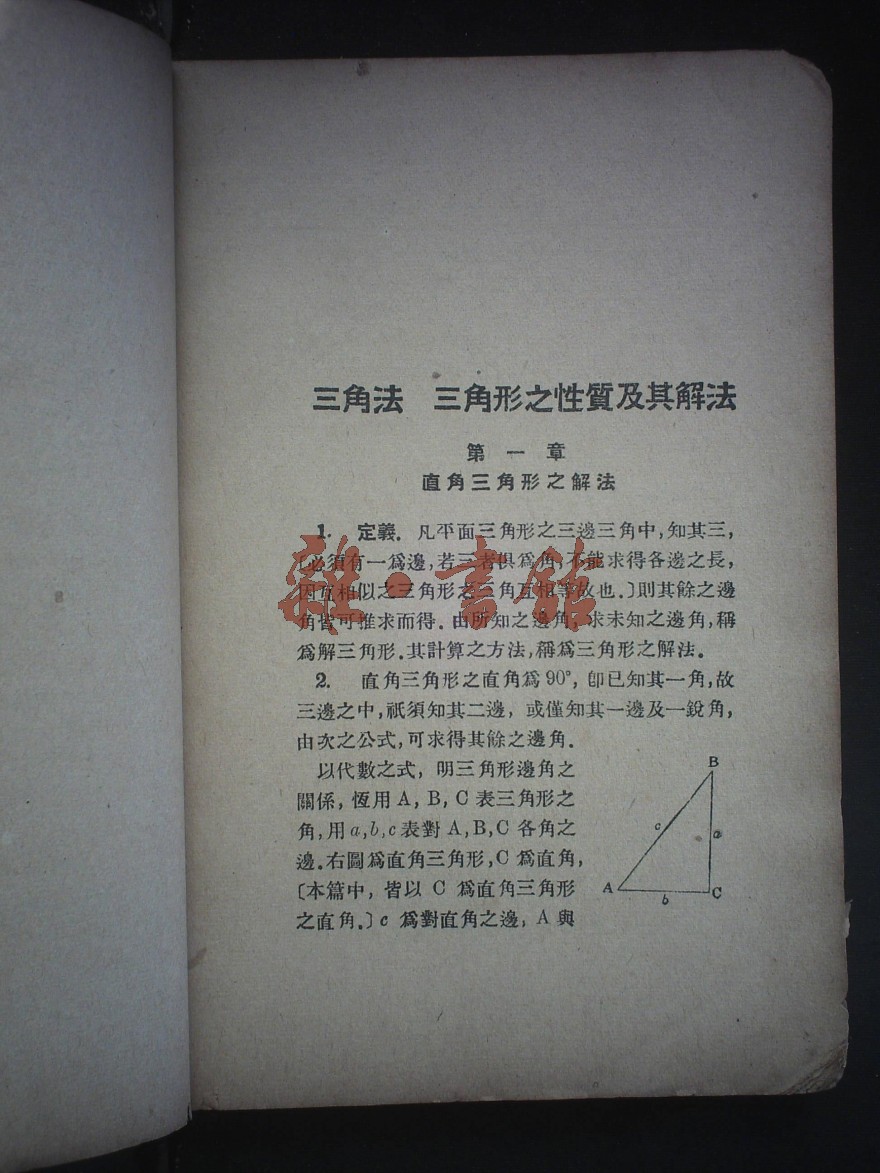 三角法 三角形之性質及其解法
第一章
直角三角形之解法
1. 定義. 凡平面三角形之三邊三角中,知其三,
〔必須有一爲邊,若三者俱爲角,不能求得各邊之長,
因互相似之三角形之三角互相等故也.〕則其餘之邊
角皆可推求而得.由所知之邊角,求未知之邊角,稱
爲解三角形.其計算之方法,稱爲三角形之解法.
2. 直角三角形之直角爲90°, 卽已知其一角,故
三邊之中,祇須知其二邊, 或僅知其一邊及一銳角,
由次之公式,可求得其餘之邊角.
以代數之式, 明三角形邊角之
關係, 恆用 A, B, C 表三角形之
角,用a,b,c表對 A,B,C 各角之
邊.右圖爲直角三角形,C 爲直角,
〔本篇中, 皆以 C 爲直角三角形
之直角.〕c 爲對直角之邊, A 與
B
c
a
A
b
C
雜·書館